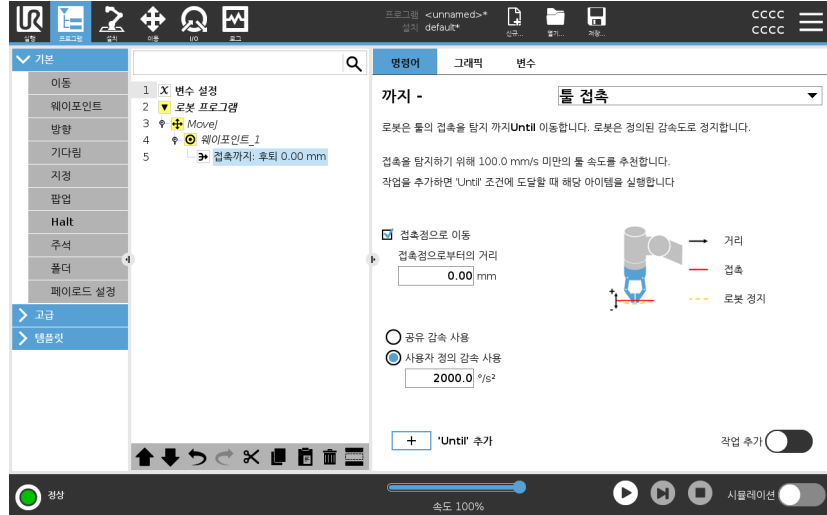 UR
프로그램 <unnamed>*
설치 default*
cccc
cccc
실행 프로그램 설치 이동 I/O 로그 신규... 열기... 저장...
기본
이동
웨이포인트
방향
기다림
지정
팝업
Halt
주석
폴더
페이로드 설정
고급
템플릿
1 x 변수 설정
2 로봇 프로그램
3 MoveJ
4 웨이포인트_1
5 접촉까지: 후퇴 0.00 mm
명령어 그래픽 변수
까지 - 툴 접촉
로봇은 툴의 접촉을 탐지 까지Until 이동합니다. 로봇은 정의된 감속도로 정지합니다.
접촉을 탐지하기 위해 100.0 mm/s 미만의 툴 속도를 추천합니다.
작업을 추가하면 'Until' 조건에 도달할 때 해당 아이템을 실행합니다
접촉점으로 이동
접촉점으로부터의 거리
0.00 mm
거리
접촉
로봇 정지
+
-
공유 감속 사용
사용자 정의 감속 사용
2000.0 °/s²
+ 'Until' 추가
작업 추가
정상
속도 100%
시뮬레이션